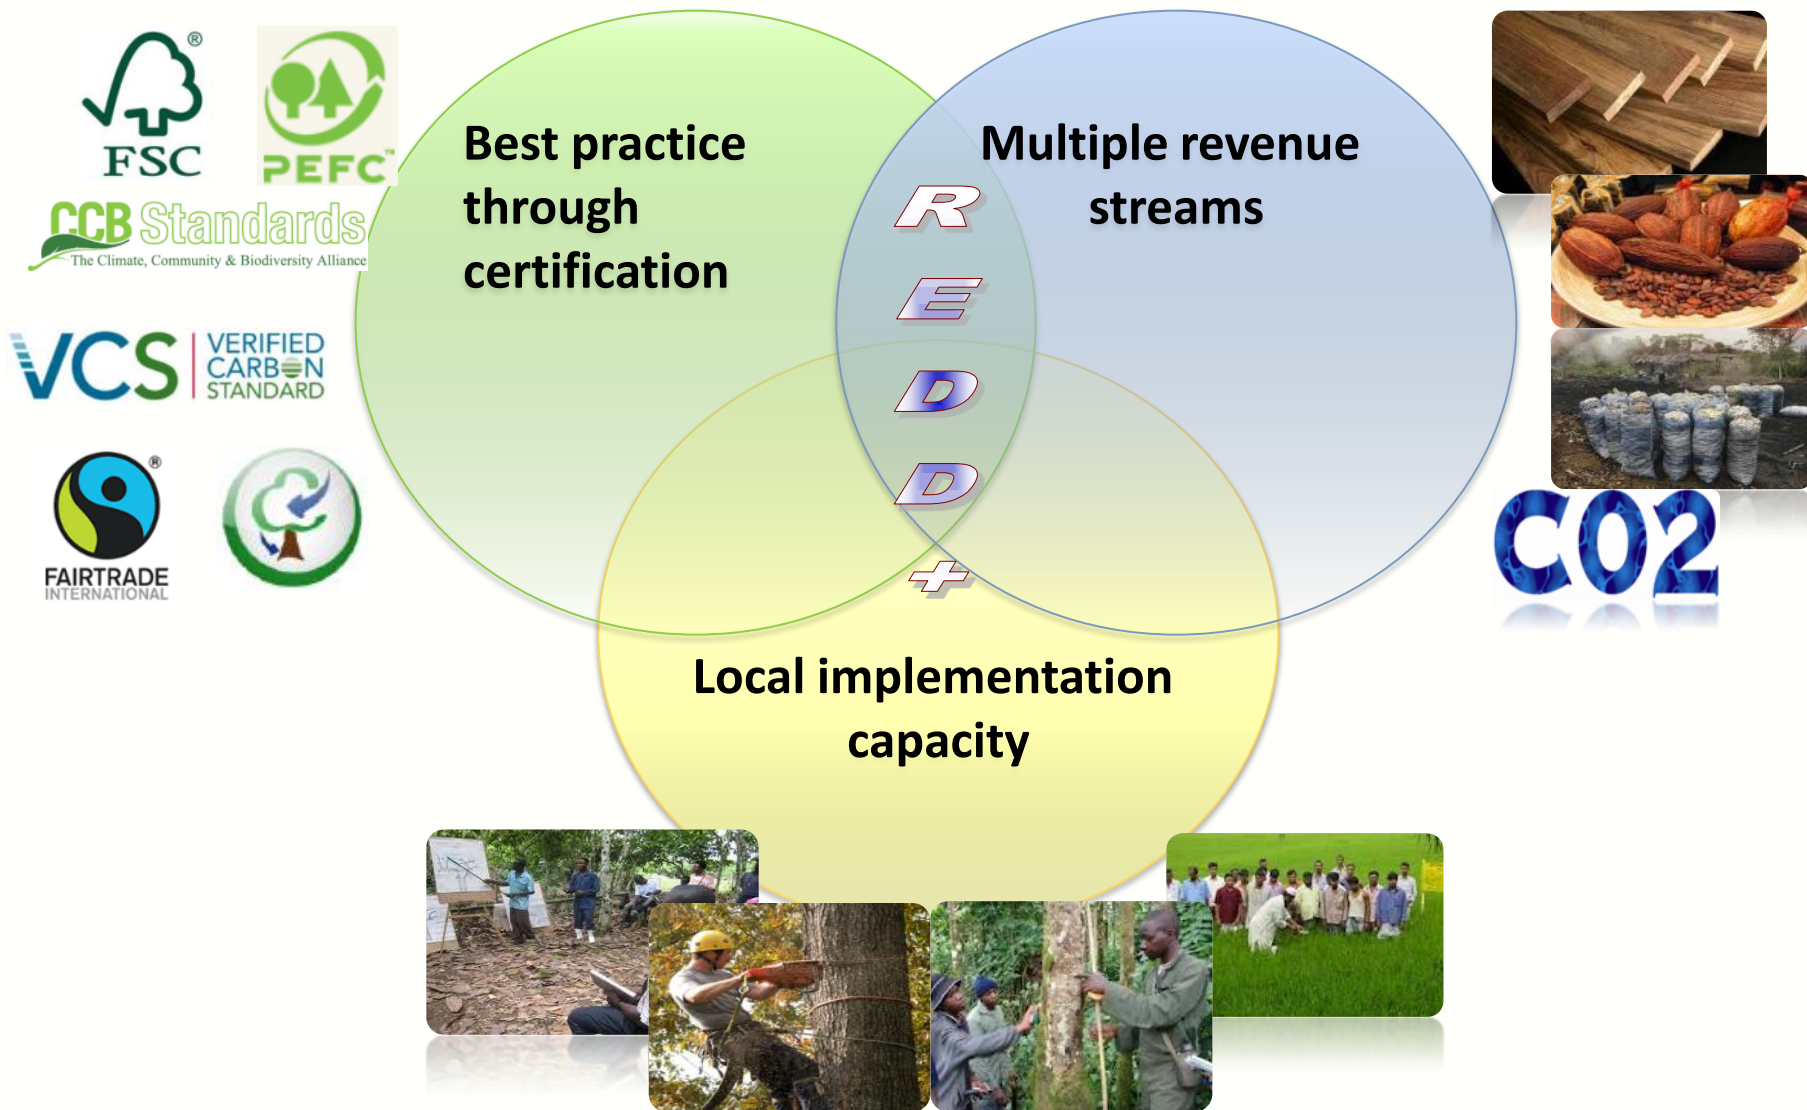 FSC
®
PEFC™
CCB Standards
The Climate, Community & Biodiversity Alliance
VCS
VERIFIED
CARBON
STANDARD
®
FAIRTRADE
INTERNATIONAL
Best practice
through
certification
Multiple revenue
streams
R
E
D
D
+
Local implementation
capacity
CO2